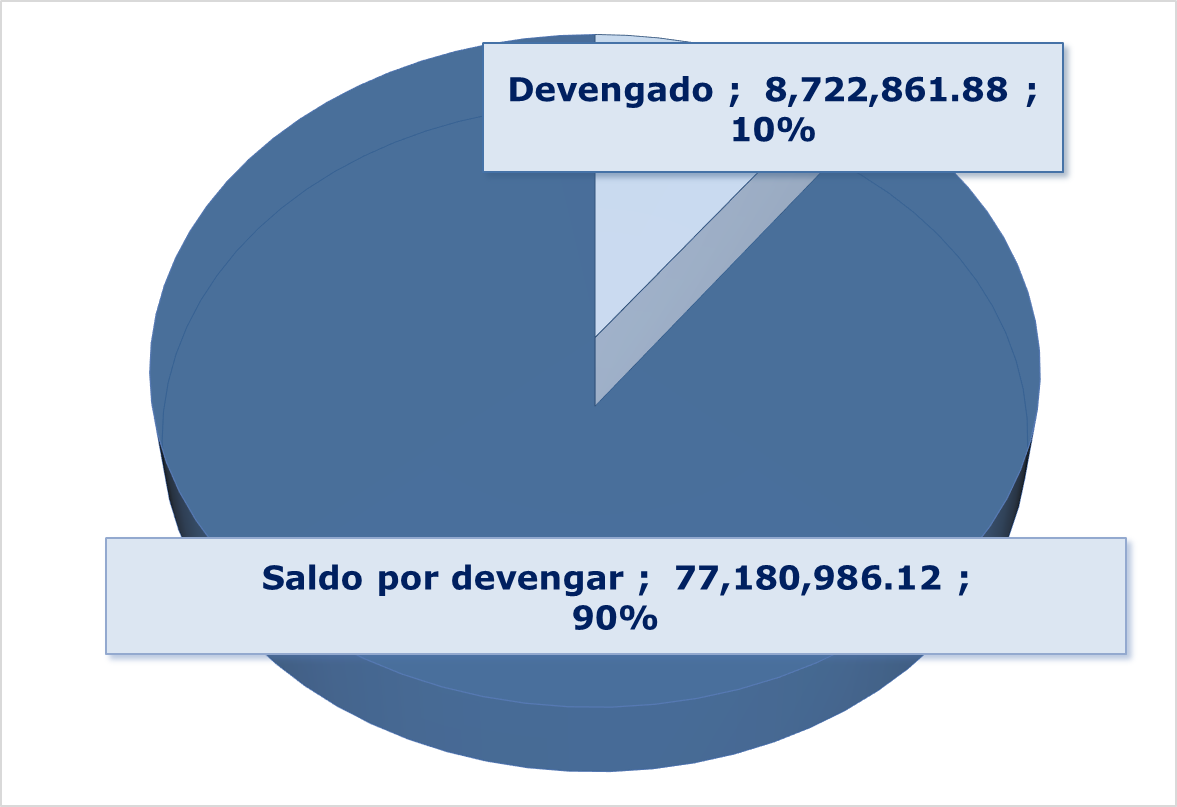 Devengado ;  8,722,861.88 ;
10%
Saldo por devengar ;  77,180,986.12 ;
90%